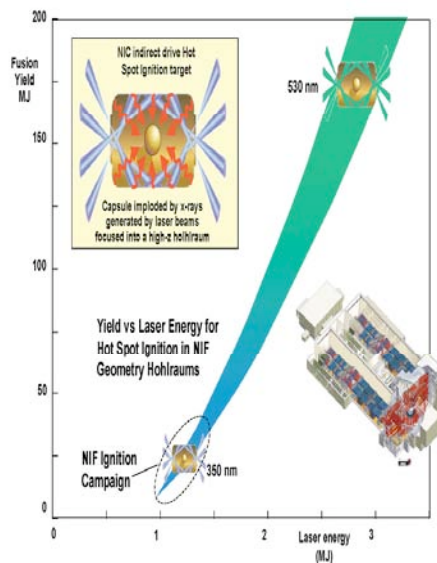 200
Fusion
Yield
MJ
NIC indirect drive Hot
Spot Ignition target
Capsule imploded by x-rays
generated by laser beams
focused into a high-z holhlraum
530 nm
150
100
Yield vs Laser Energy for
Hot Spot Ignition in NIF
Geometry Hohlraums
50
NIF Ignition
Campaign
350 nm
0
0
1
2
3
Laser energy
(MJ)